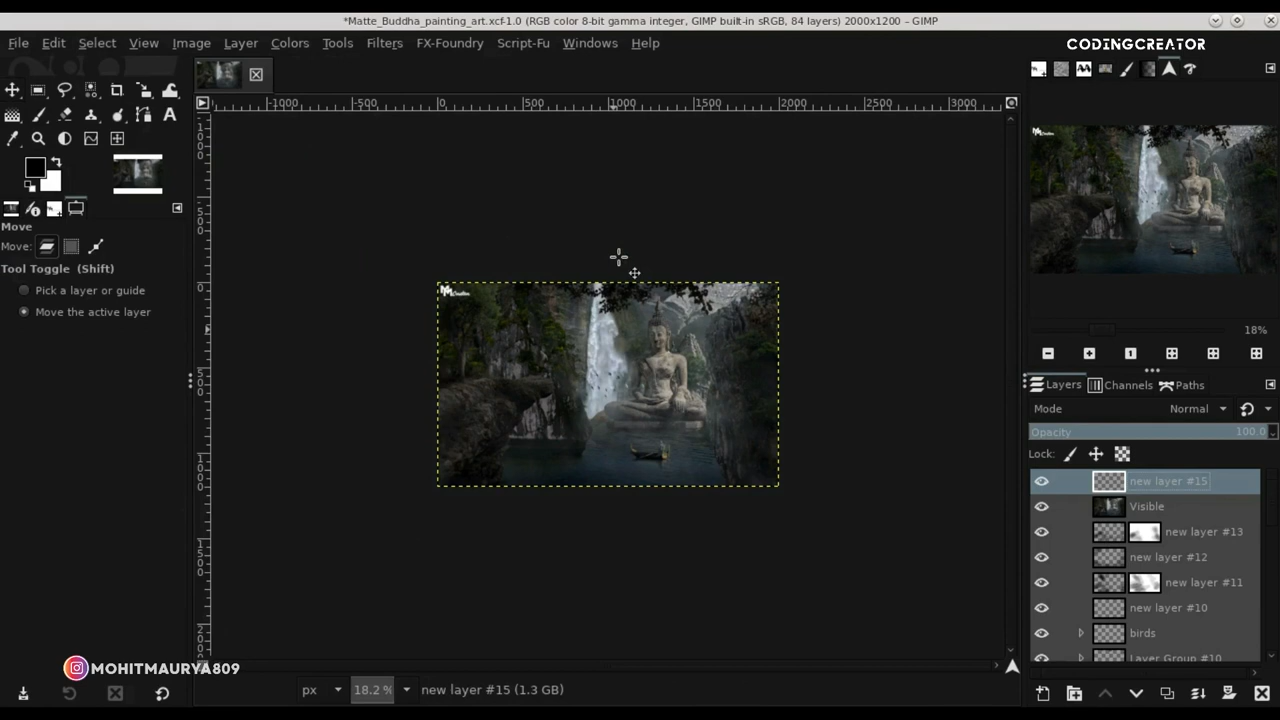 *Matte_Buddha_painting_art.xcf-1.0 (RGB color 8-bit gamma integer, GIMP built-in sRGB, 84 layers) 2000x1200 – GIMP
File Edit Select View Image Layer Colors Tools Filters FX-Foundry Script-Fu Windows Help
CODINGCREATOR
-1000 -500 0 500 1000 1500 2000 2500 3000
Move
Move:
Tool Toggle (Shift)
Pick a layer or guide
Move the active layer
18%
Layers Channels Paths
Mode Normal
Opacity 100.0
Lock:
new layer #15
Visible
new layer #13
new layer #12
new layer #11
new layer #10
birds
Layer Group #10
MOHITMAURYA809
px 18.2 % new layer #15 (1.3 GB)